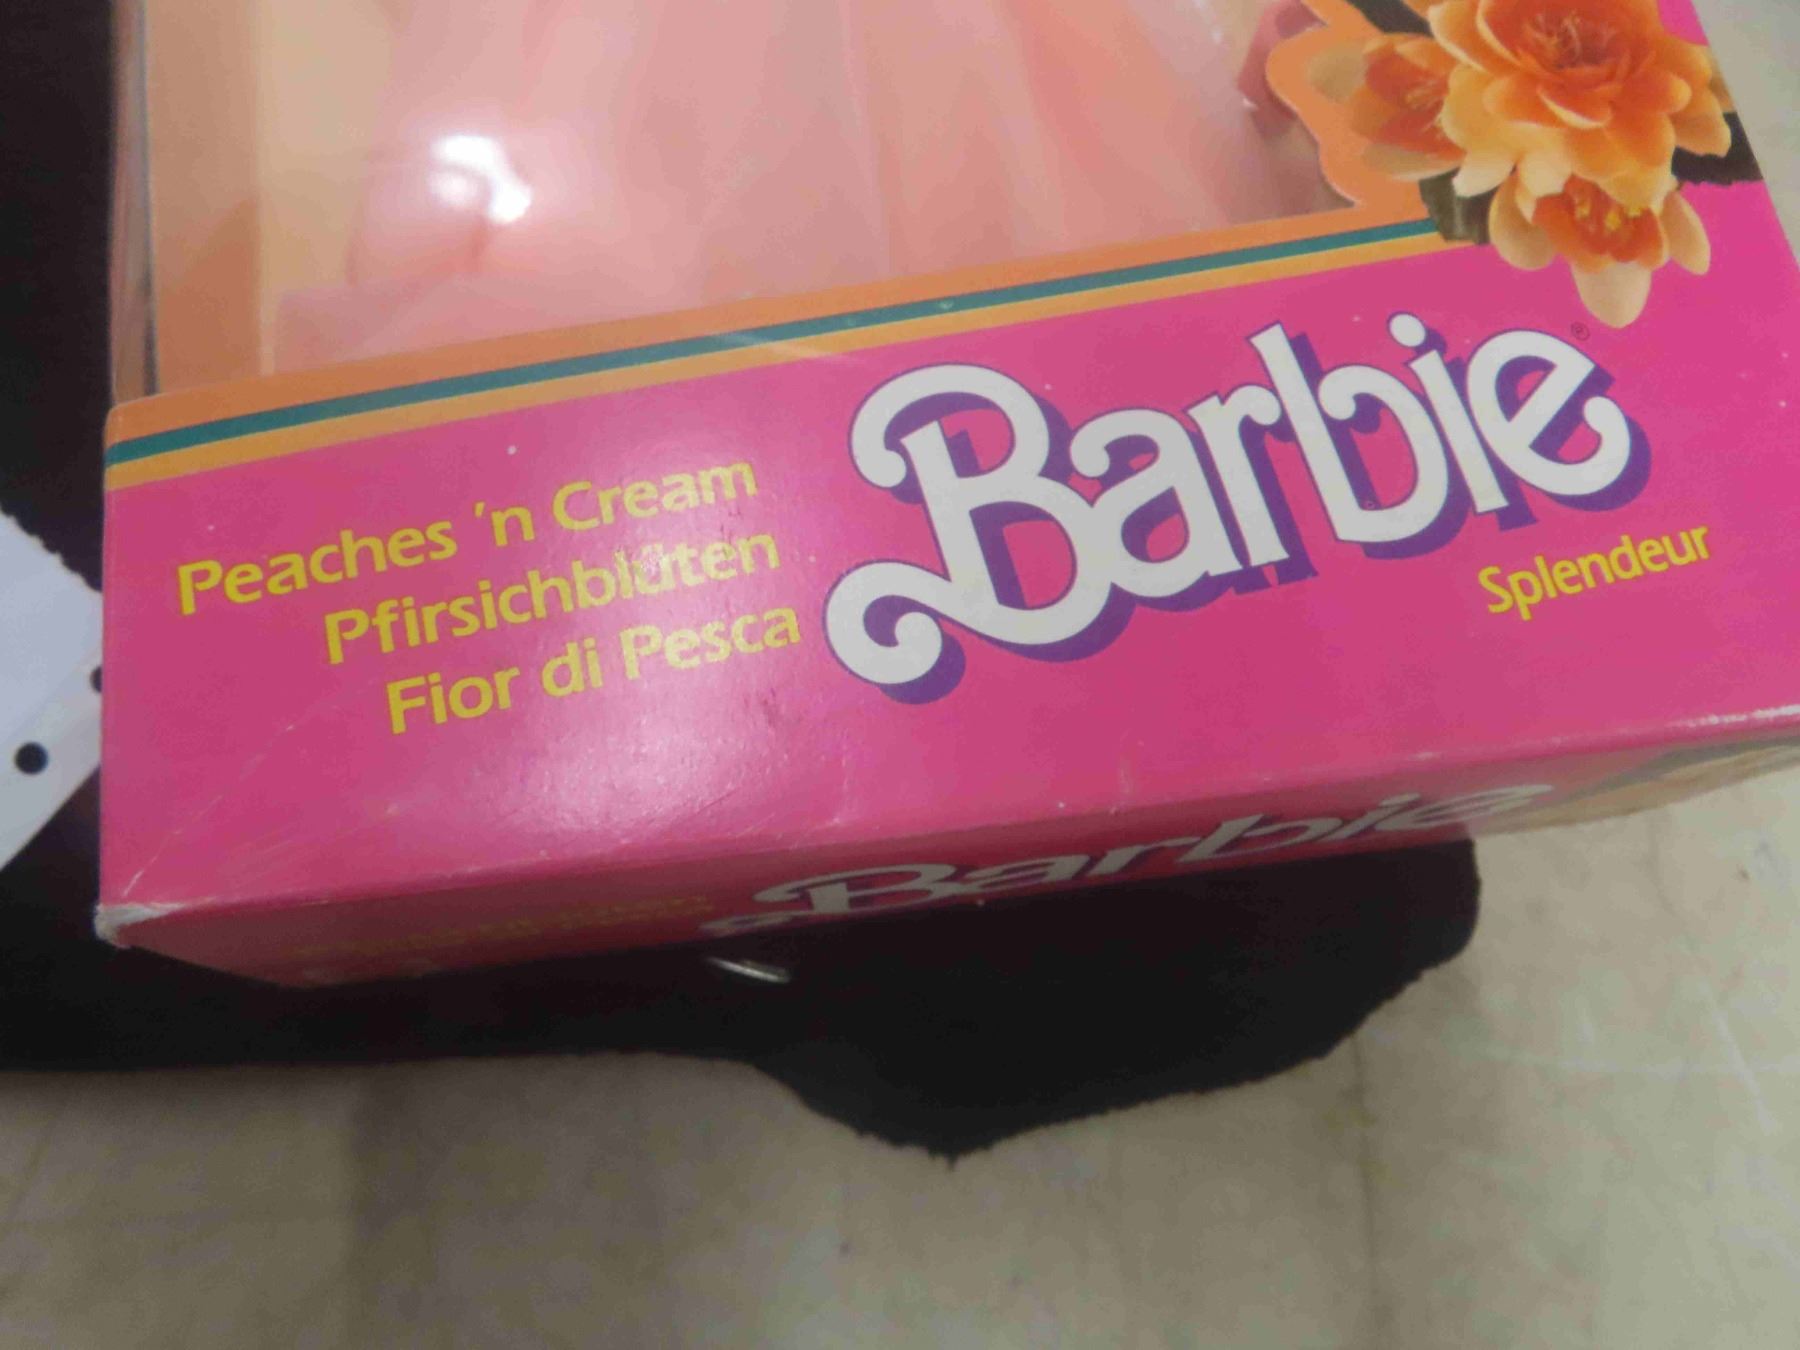 Peaches 'n Cream
Pfirsichblüten
Fior di Pesca
Barbie®
Splendeur
Barbie